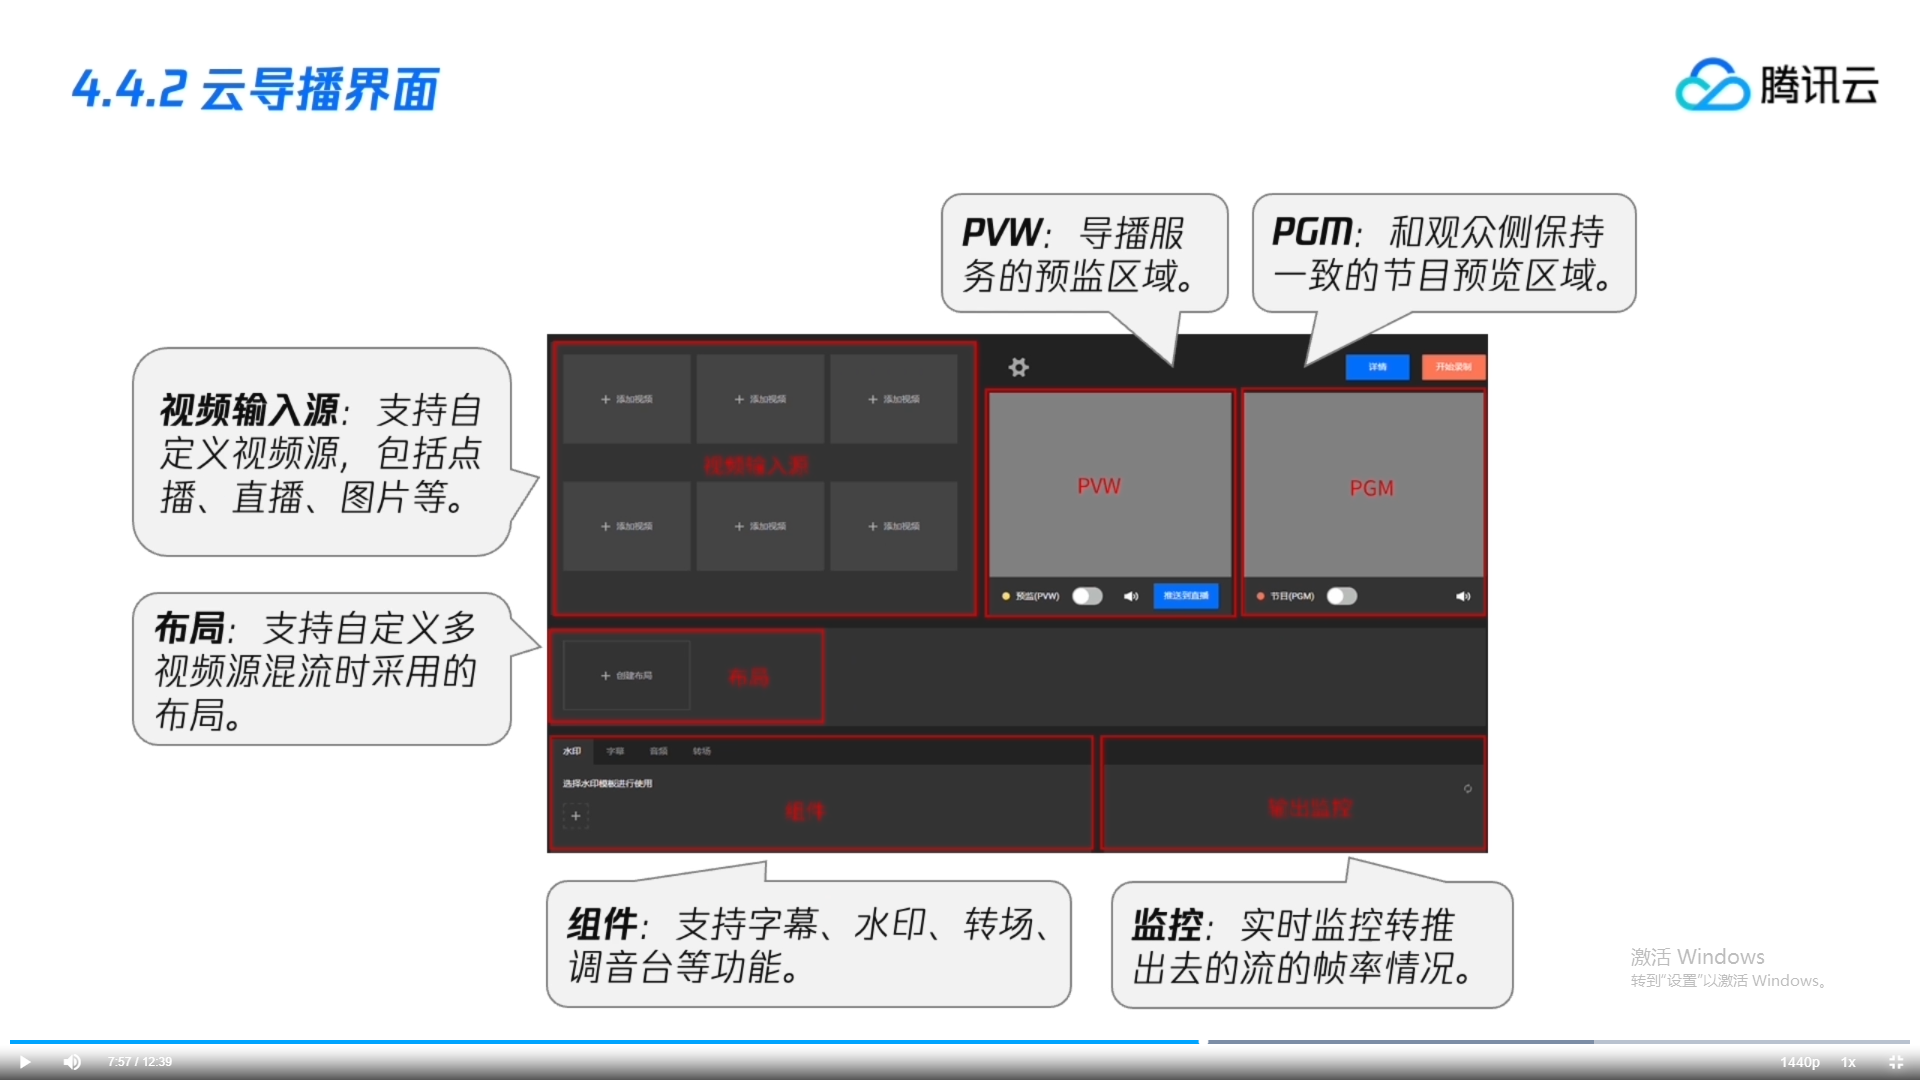 4.4.2 云导播界面
腾讯云
PVW：导播服
务的预监区域。
PGM：和观众侧保持
一致的节目预览区域。
视频输入源：支持自
定义视频源，包括点
播、直播、图片等。
布局：支持自定义多
视频源混流时采用的
布局。
详情
开始录制
+ 添加视频
+ 添加视频
+ 添加视频
视频输入源
+ 添加视频
+ 添加视频
+ 添加视频
PVW
PGM
预监(PVW)
推送到直播
节目(PGM)
+ 创建布局
布局
水印 字幕 音频 转场
选择水印模板进行使用
+
组件
输出监控
组件：支持字幕、水印、转场、
调音台等功能。
监控：实时监控转推
出去的流的帧率情况。
激活 Windows
转到“设置”以激活 Windows。
7:57 / 12:39
1440p 1x